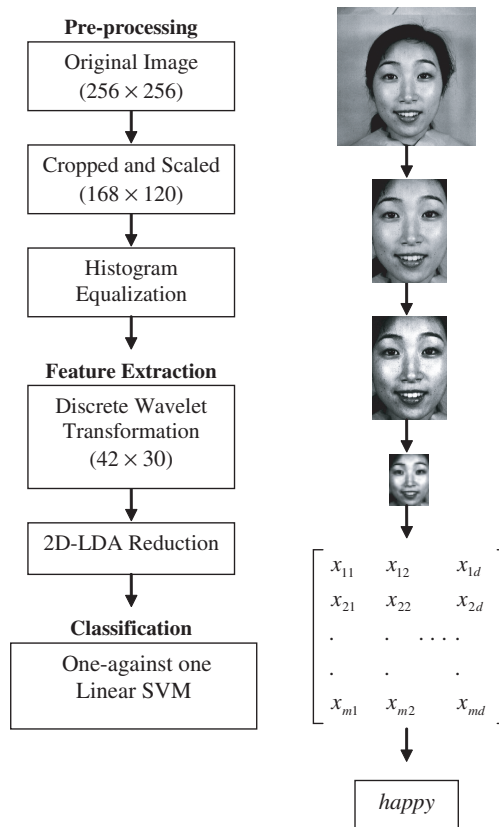 Pre-processing
Original Image
(256 × 256)
Cropped and Scaled
(168 × 120)
Histogram
Equalization
Feature Extraction
Discrete Wavelet
Transformation
(42 × 30)
2D-LDA Reduction
Classification
One-against one
Linear SVM
x11 x12 x1d
x21 x22 x2d
. . . . . .
. . .
xm1 xm2 xmd
happy